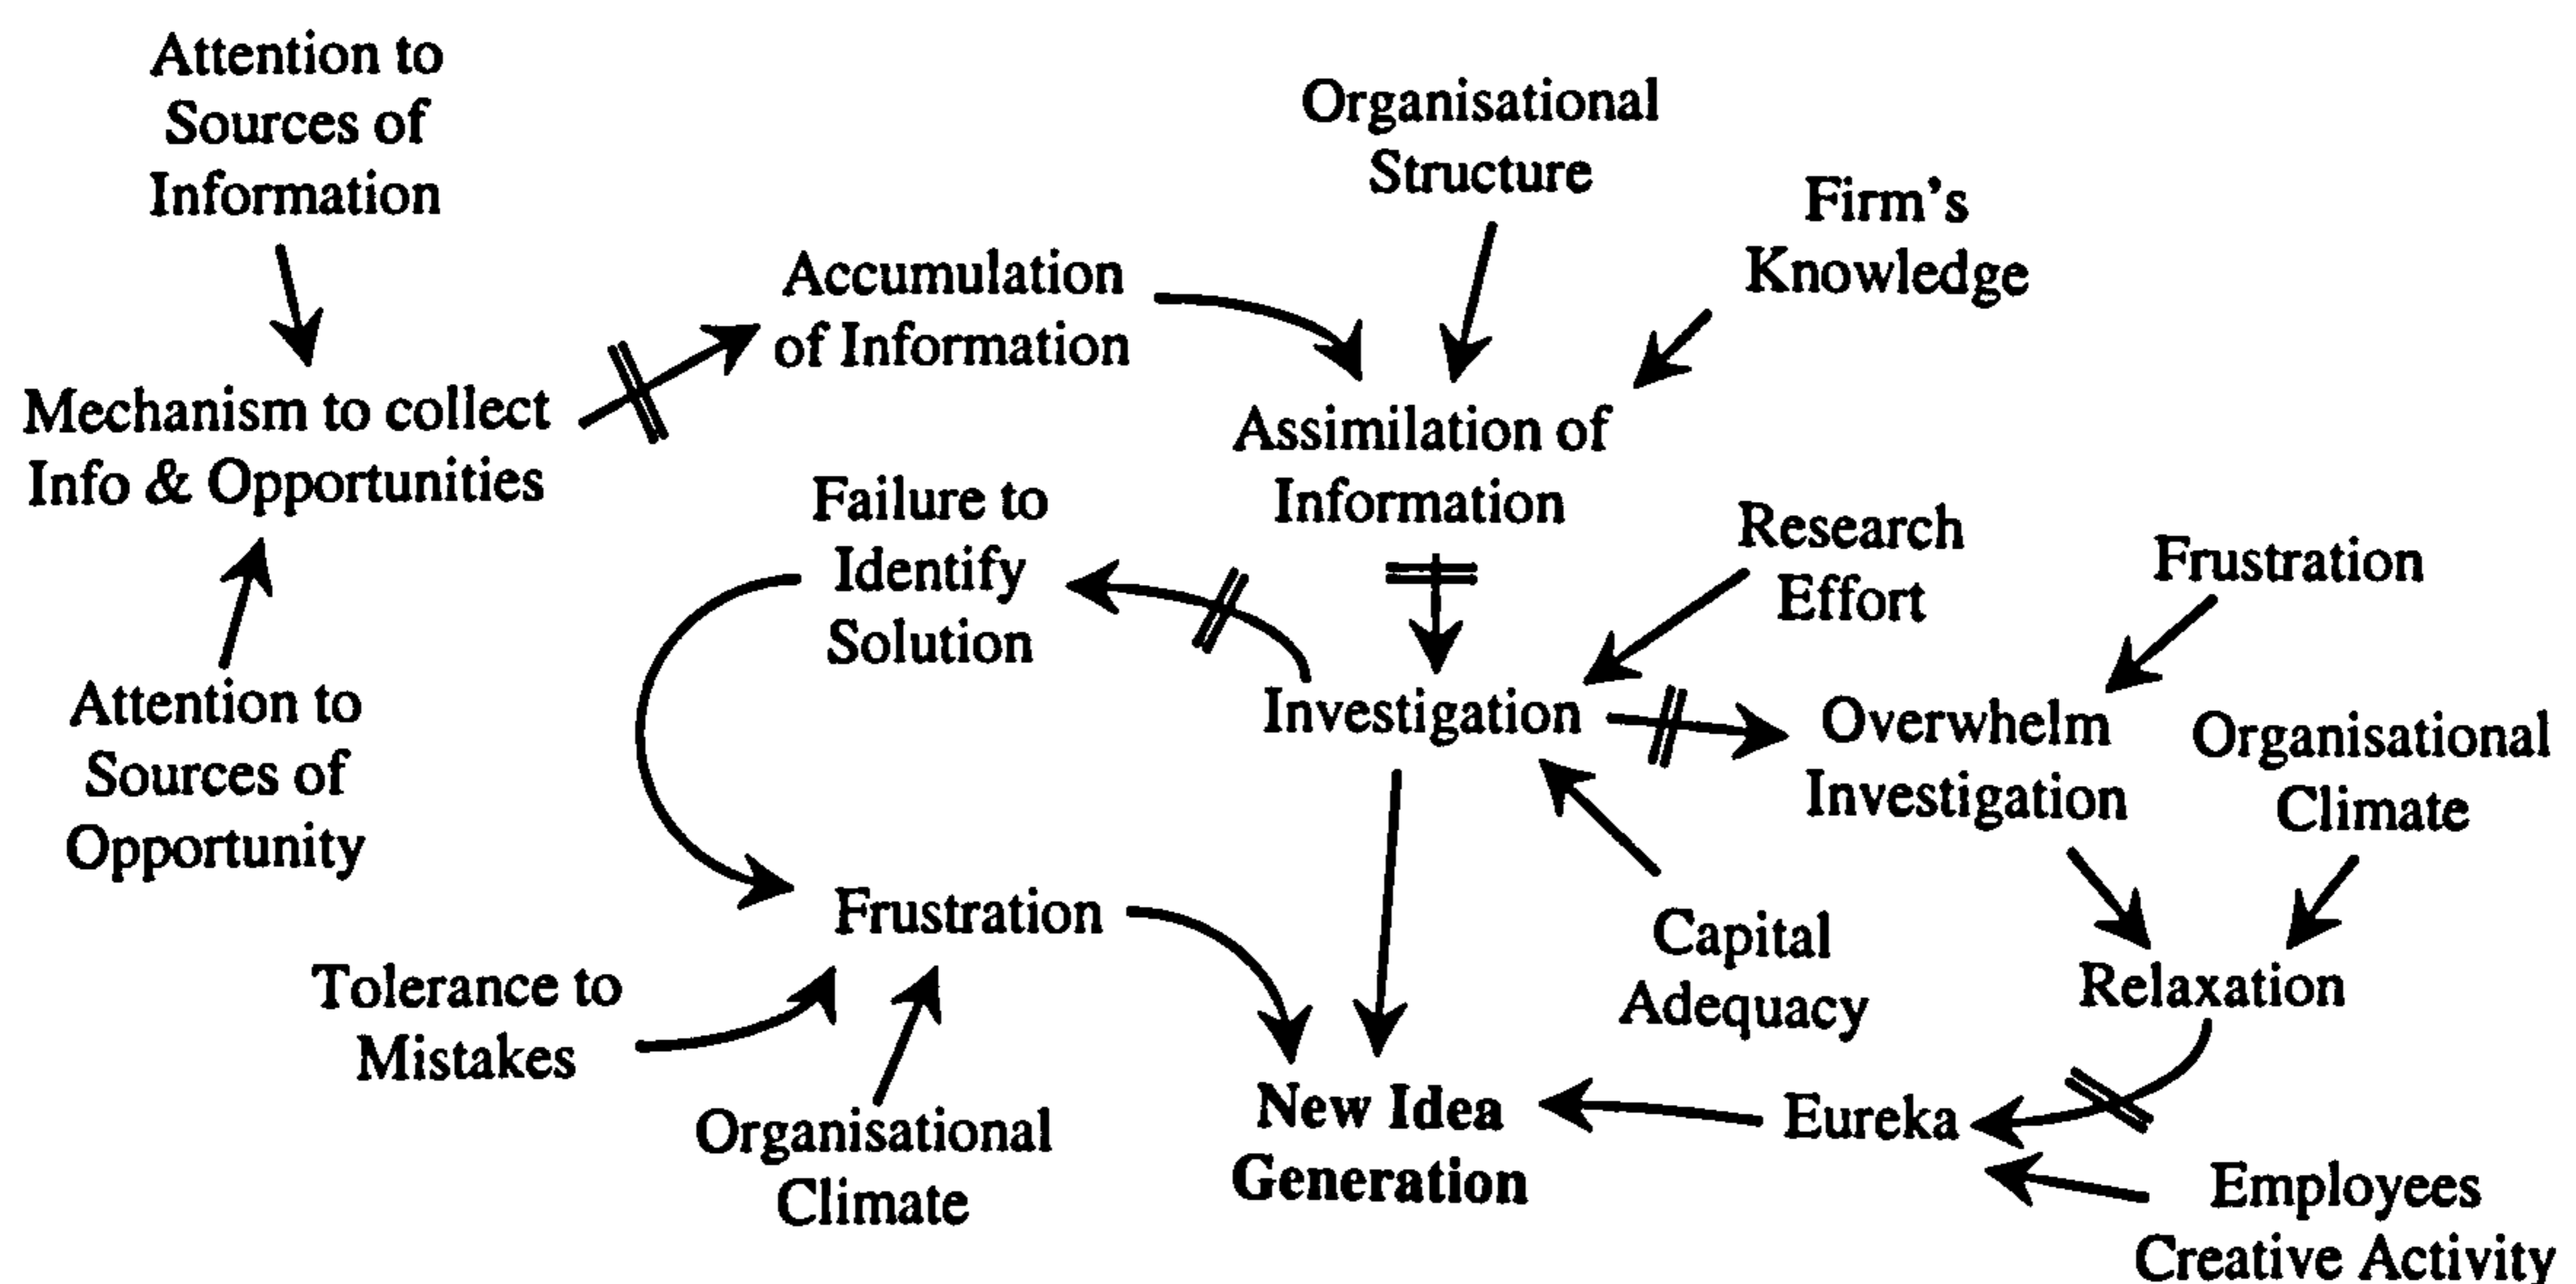 Attention to
Sources of
Information
Organisational
Structure
Firm's
Knowledge
Accumulation
of Information
Mechanism to collect
Info & Opportunities
Assimilation of
Information
Failure to
Identify
Solution
Research
Effort
Frustration
Attention to
Sources of
Opportunity
Investigation
Overwhelm
Investigation
Organisational
Climate
Frustration
Capital
Adequacy
Relaxation
Tolerance to
Mistakes
Organisational
Climate
New Idea
Generation
Eureka
Employees
Creative Activity